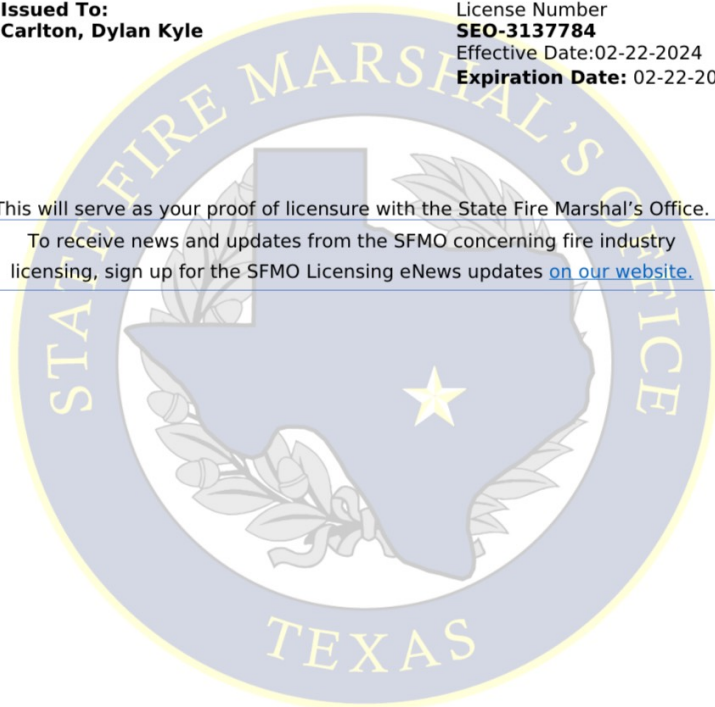 Issued To:
Carlton, Dylan Kyle
License Number
SEO-3137784
Effective Date:02-22-2024
Expiration Date: 02-22-20
This will serve as your proof of licensure with the State Fire Marshal’s Office.
To receive news and updates from the SFMO concerning fire industry
licensing, sign up for the SFMO Licensing eNews updates on our website.
STATE FIRE MARSHAL’S OFFICE
TEXAS